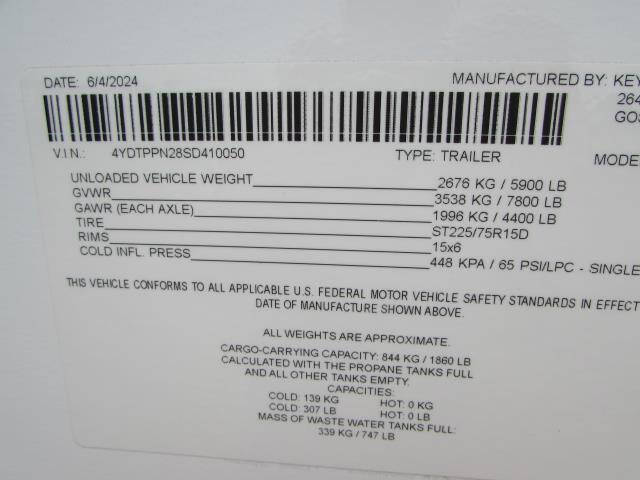 DATE: 6/4/2024 MANUFACTURED BY: KEY
264
GOS
V.I.N.: 4YDTPPN28SD410050 TYPE: TRAILER MODE
UNLOADED VEHICLE WEIGHT 2676 KG / 5900 LB
GVWR 3538 KG / 7800 LB
GAWR (EACH AXLE) 1996 KG / 4400 LB
TIRE ST225/75R15D
RIMS 15x6
COLD INFL. PRESS 448 KPA / 65 PSI/LPC - SINGLE
THIS VEHICLE CONFORMS TO ALL APPLICABLE U.S. FEDERAL MOTOR VEHICLE SAFETY STANDARDS IN EFFECT
DATE OF MANUFACTURE SHOWN ABOVE.
ALL WEIGHTS ARE APPROXIMATE.
CARGO-CARRYING CAPACITY: 844 KG / 1860 LB
CALCULATED WITH THE PROPANE TANKS FULL
AND ALL OTHER TANKS EMPTY.
CAPACITIES:
COLD: 139 KG HOT: 0 KG
COLD: 307 LB HOT: 0 LB
MASS OF WASTE WATER TANKS FULL:
339 KG / 747 LB